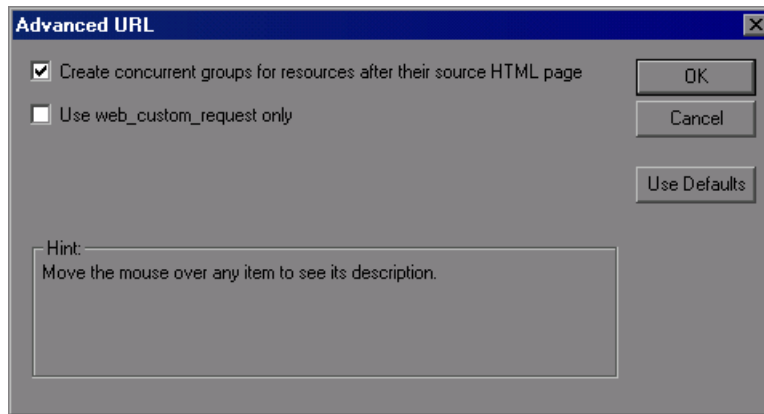 Advanced URL
Create concurrent groups for resources after their source HTML page
OK
Use web_custom_request only
Cancel
Use Defaults
Hint:
Move the mouse over any item to see its description.